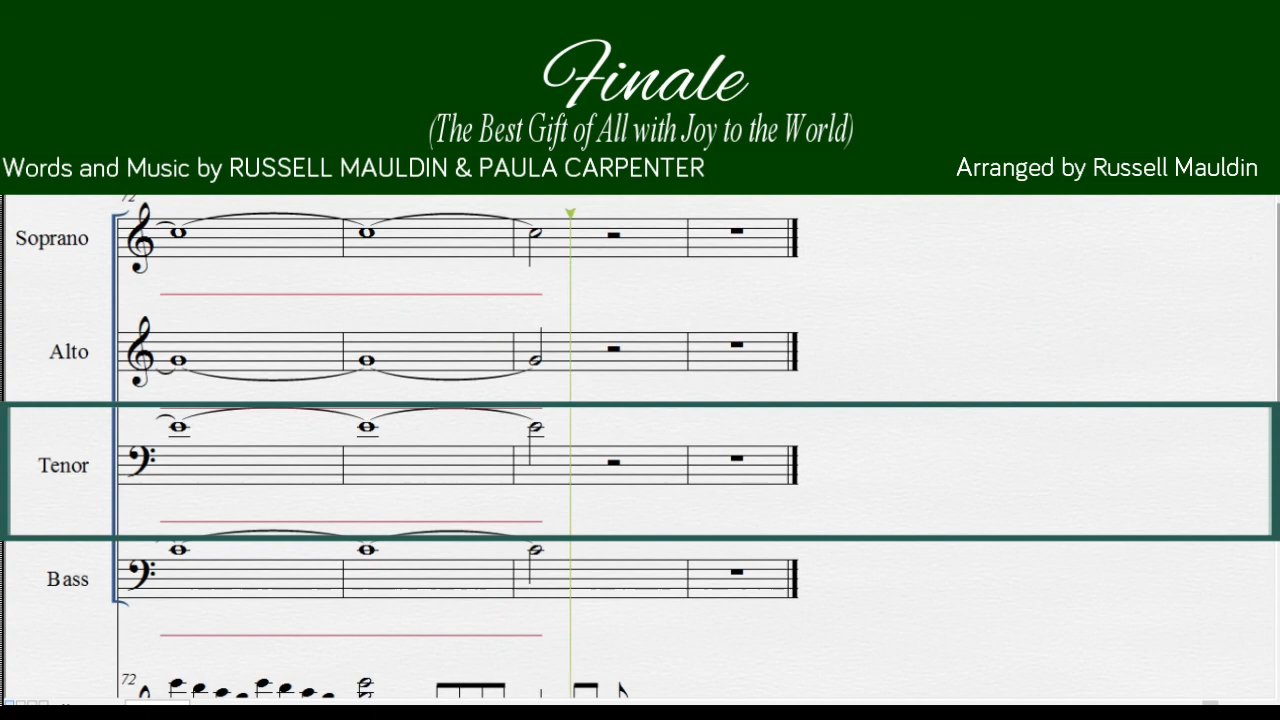 Finale
(The Best Gift of All with Joy to the World)
Words and Music by RUSSELL MAULDIN & PAULA CARPENTER
Arranged by Russell Mauldin
72
Soprano
Alto
Tenor
Bass
72